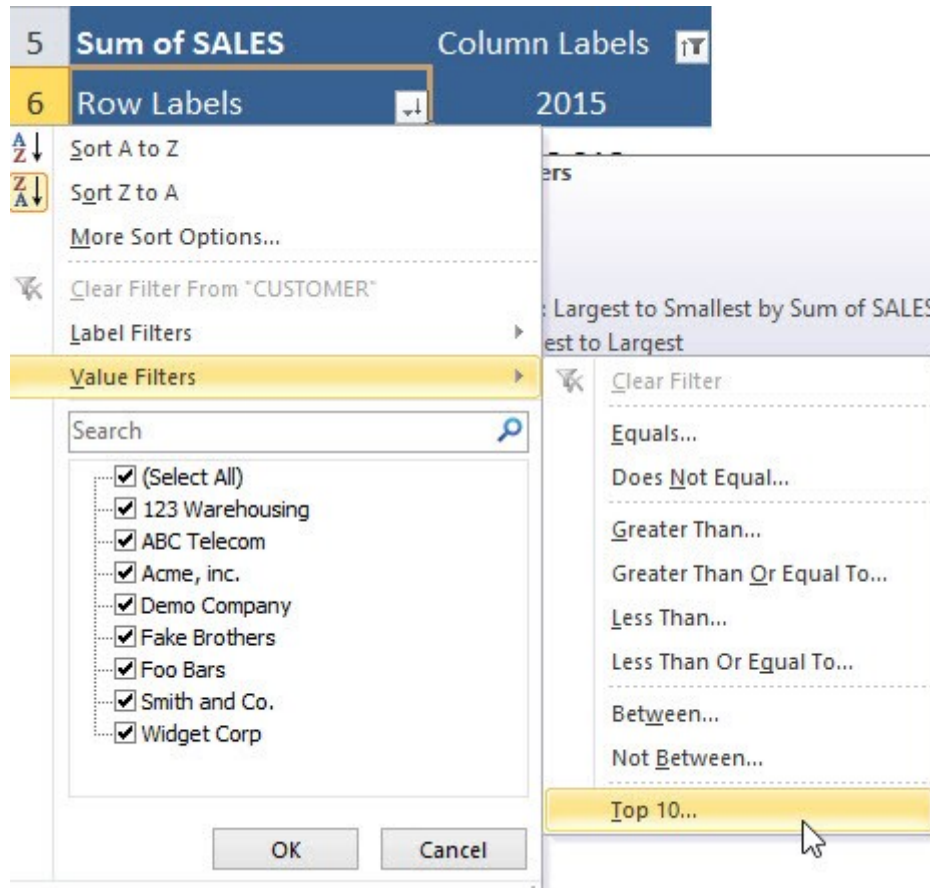 5 Sum of SALES Column Labels
6 Row Labels 2015
Sort A to Z
Sort Z to A
More Sort Options...
Clear Filter From "CUSTOMER"
Label Filters
Value Filters
Search
(Select All)
123 Warehousing
ABC Telecom
Acme, inc.
Demo Company
Fake Brothers
Foo Bars
Smith and Co.
Widget Corp
OK Cancel
ers
: Largest to Smallest by Sum of SALES
est to Largest
Clear Filter
Equals...
Does Not Equal...
Greater Than...
Greater Than Or Equal To...
Less Than...
Less Than Or Equal To...
Between...
Not Between...
Top 10...